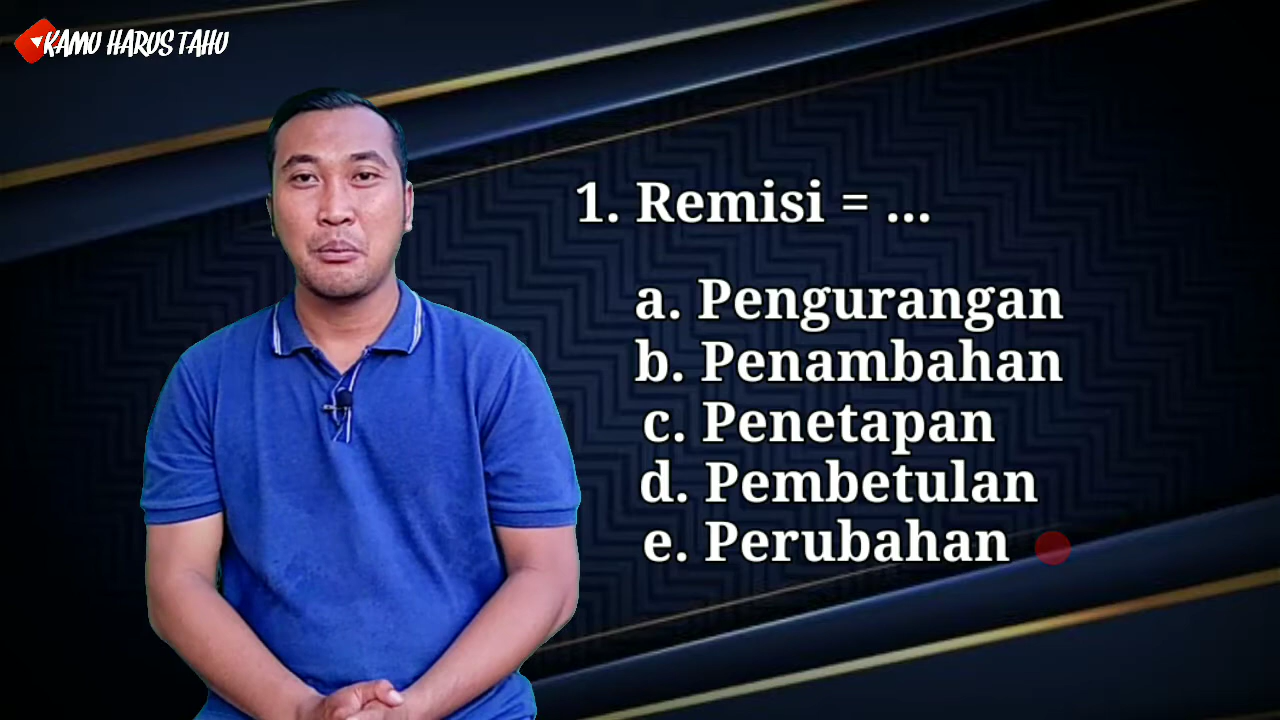 KAMU HARUS TAHU
1. Remisi = ...
a. Pengurangan
b. Penambahan
c. Penetapan
d. Pembetulan
e. Perubahan